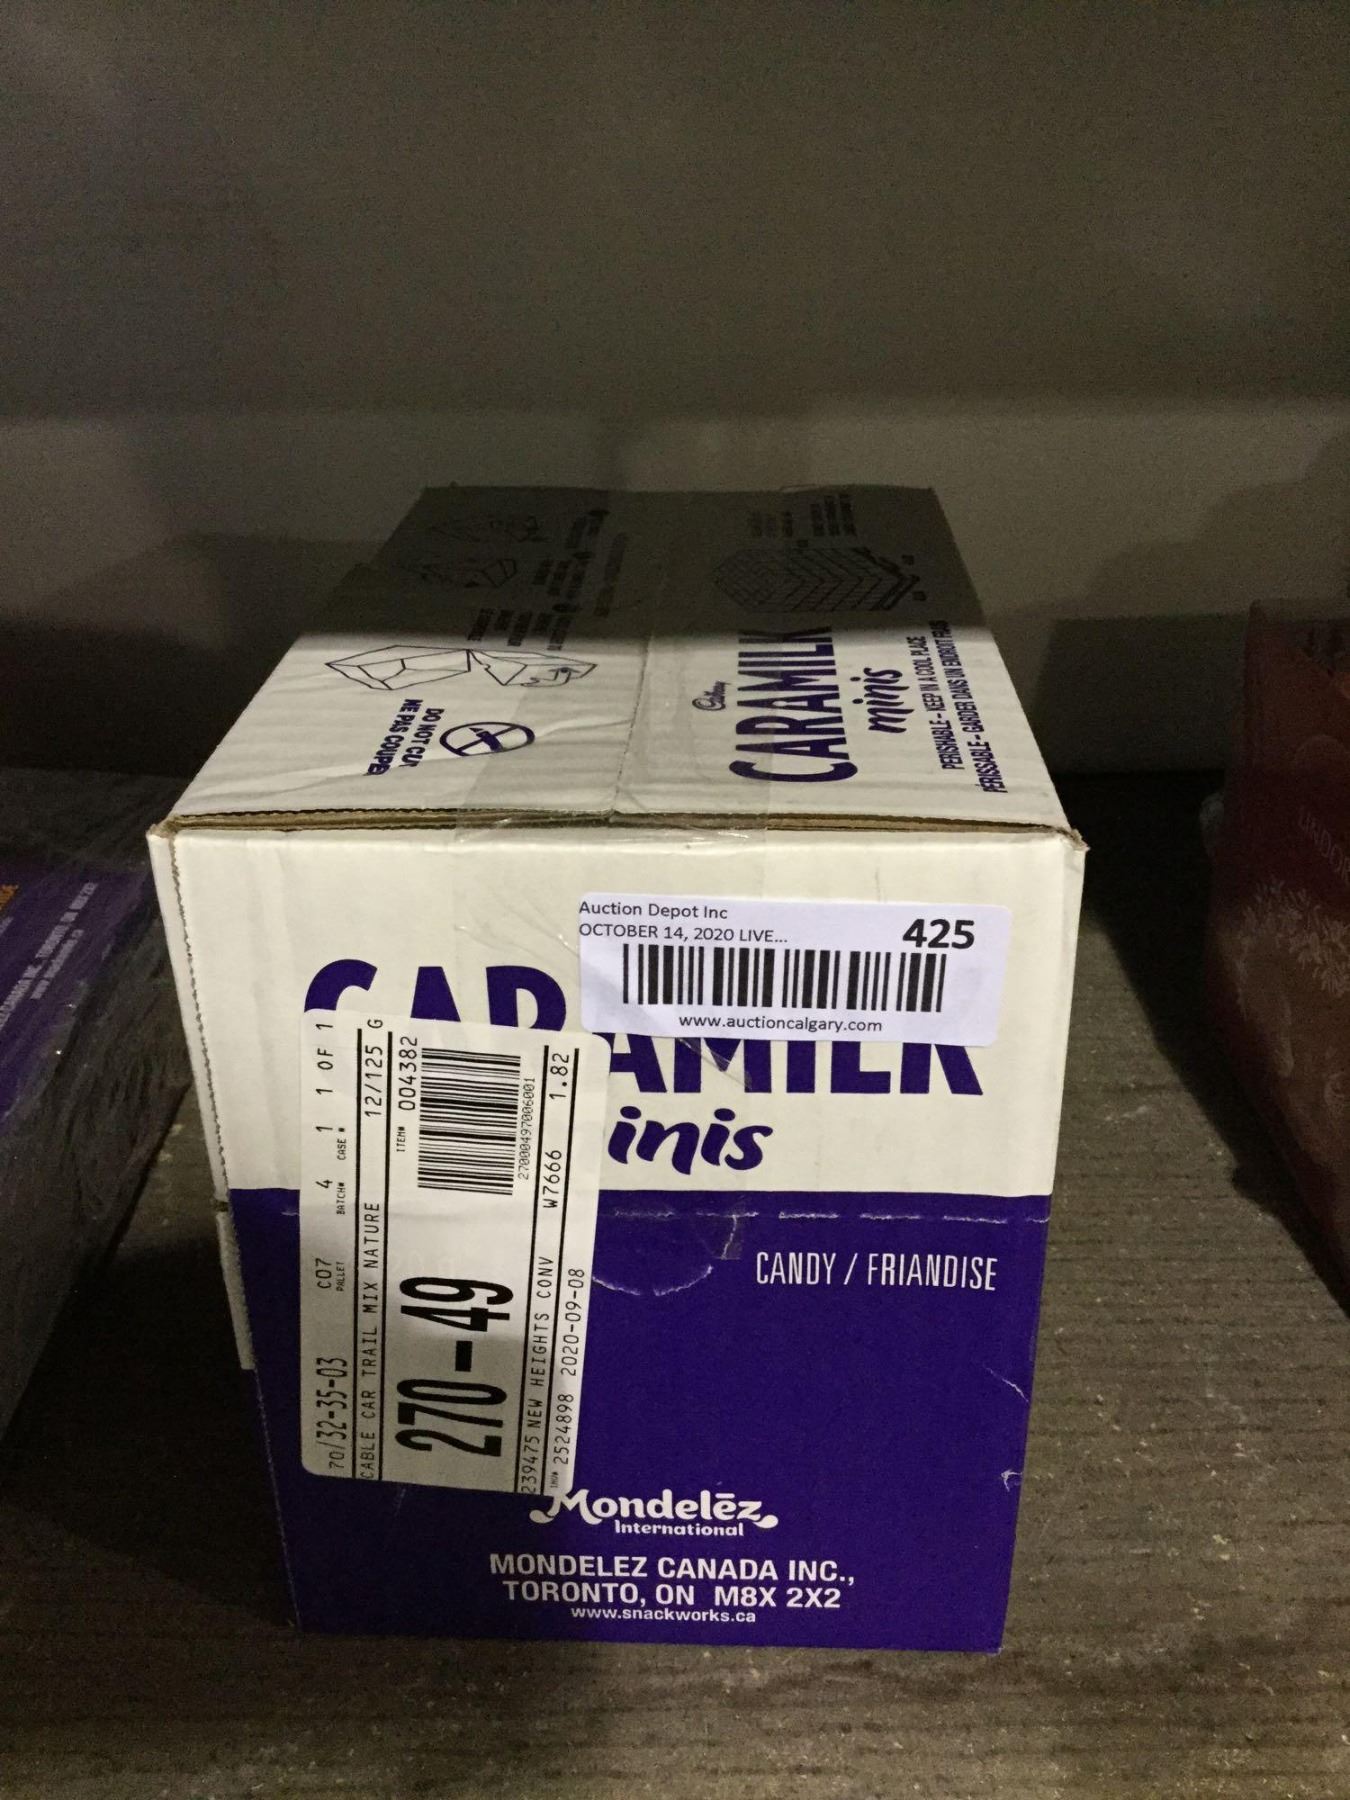 Cadbury
CARAMILK
minis
PERISHABLE - KEEP IN A COOL PLACE
PÉRISSABLE - GARDER DANS UN ENDROIT FRAIS
DO NOT CUT
NE PAS COUPER
Auction Depot Inc
OCTOBER 14, 2020 LIVE...
425
www.auctioncalgary.com
CARAMILK
inis
70/32-35-03 C07 4 1 1 OF 1
PALLET BATCH# CASE #
CABLE CAR TRAIL MIX NATURE 12/125 G
ITEM# 004382
270-49
27000497006001
239475 NEW HEIGHTS CONV W7666 1.82
2524898 2020-09-08
CANDY / FRIANDISE
Mondelēz
International
MONDELEZ CANADA INC.,
TORONTO, ON M8X 2X2
www.snackworks.ca